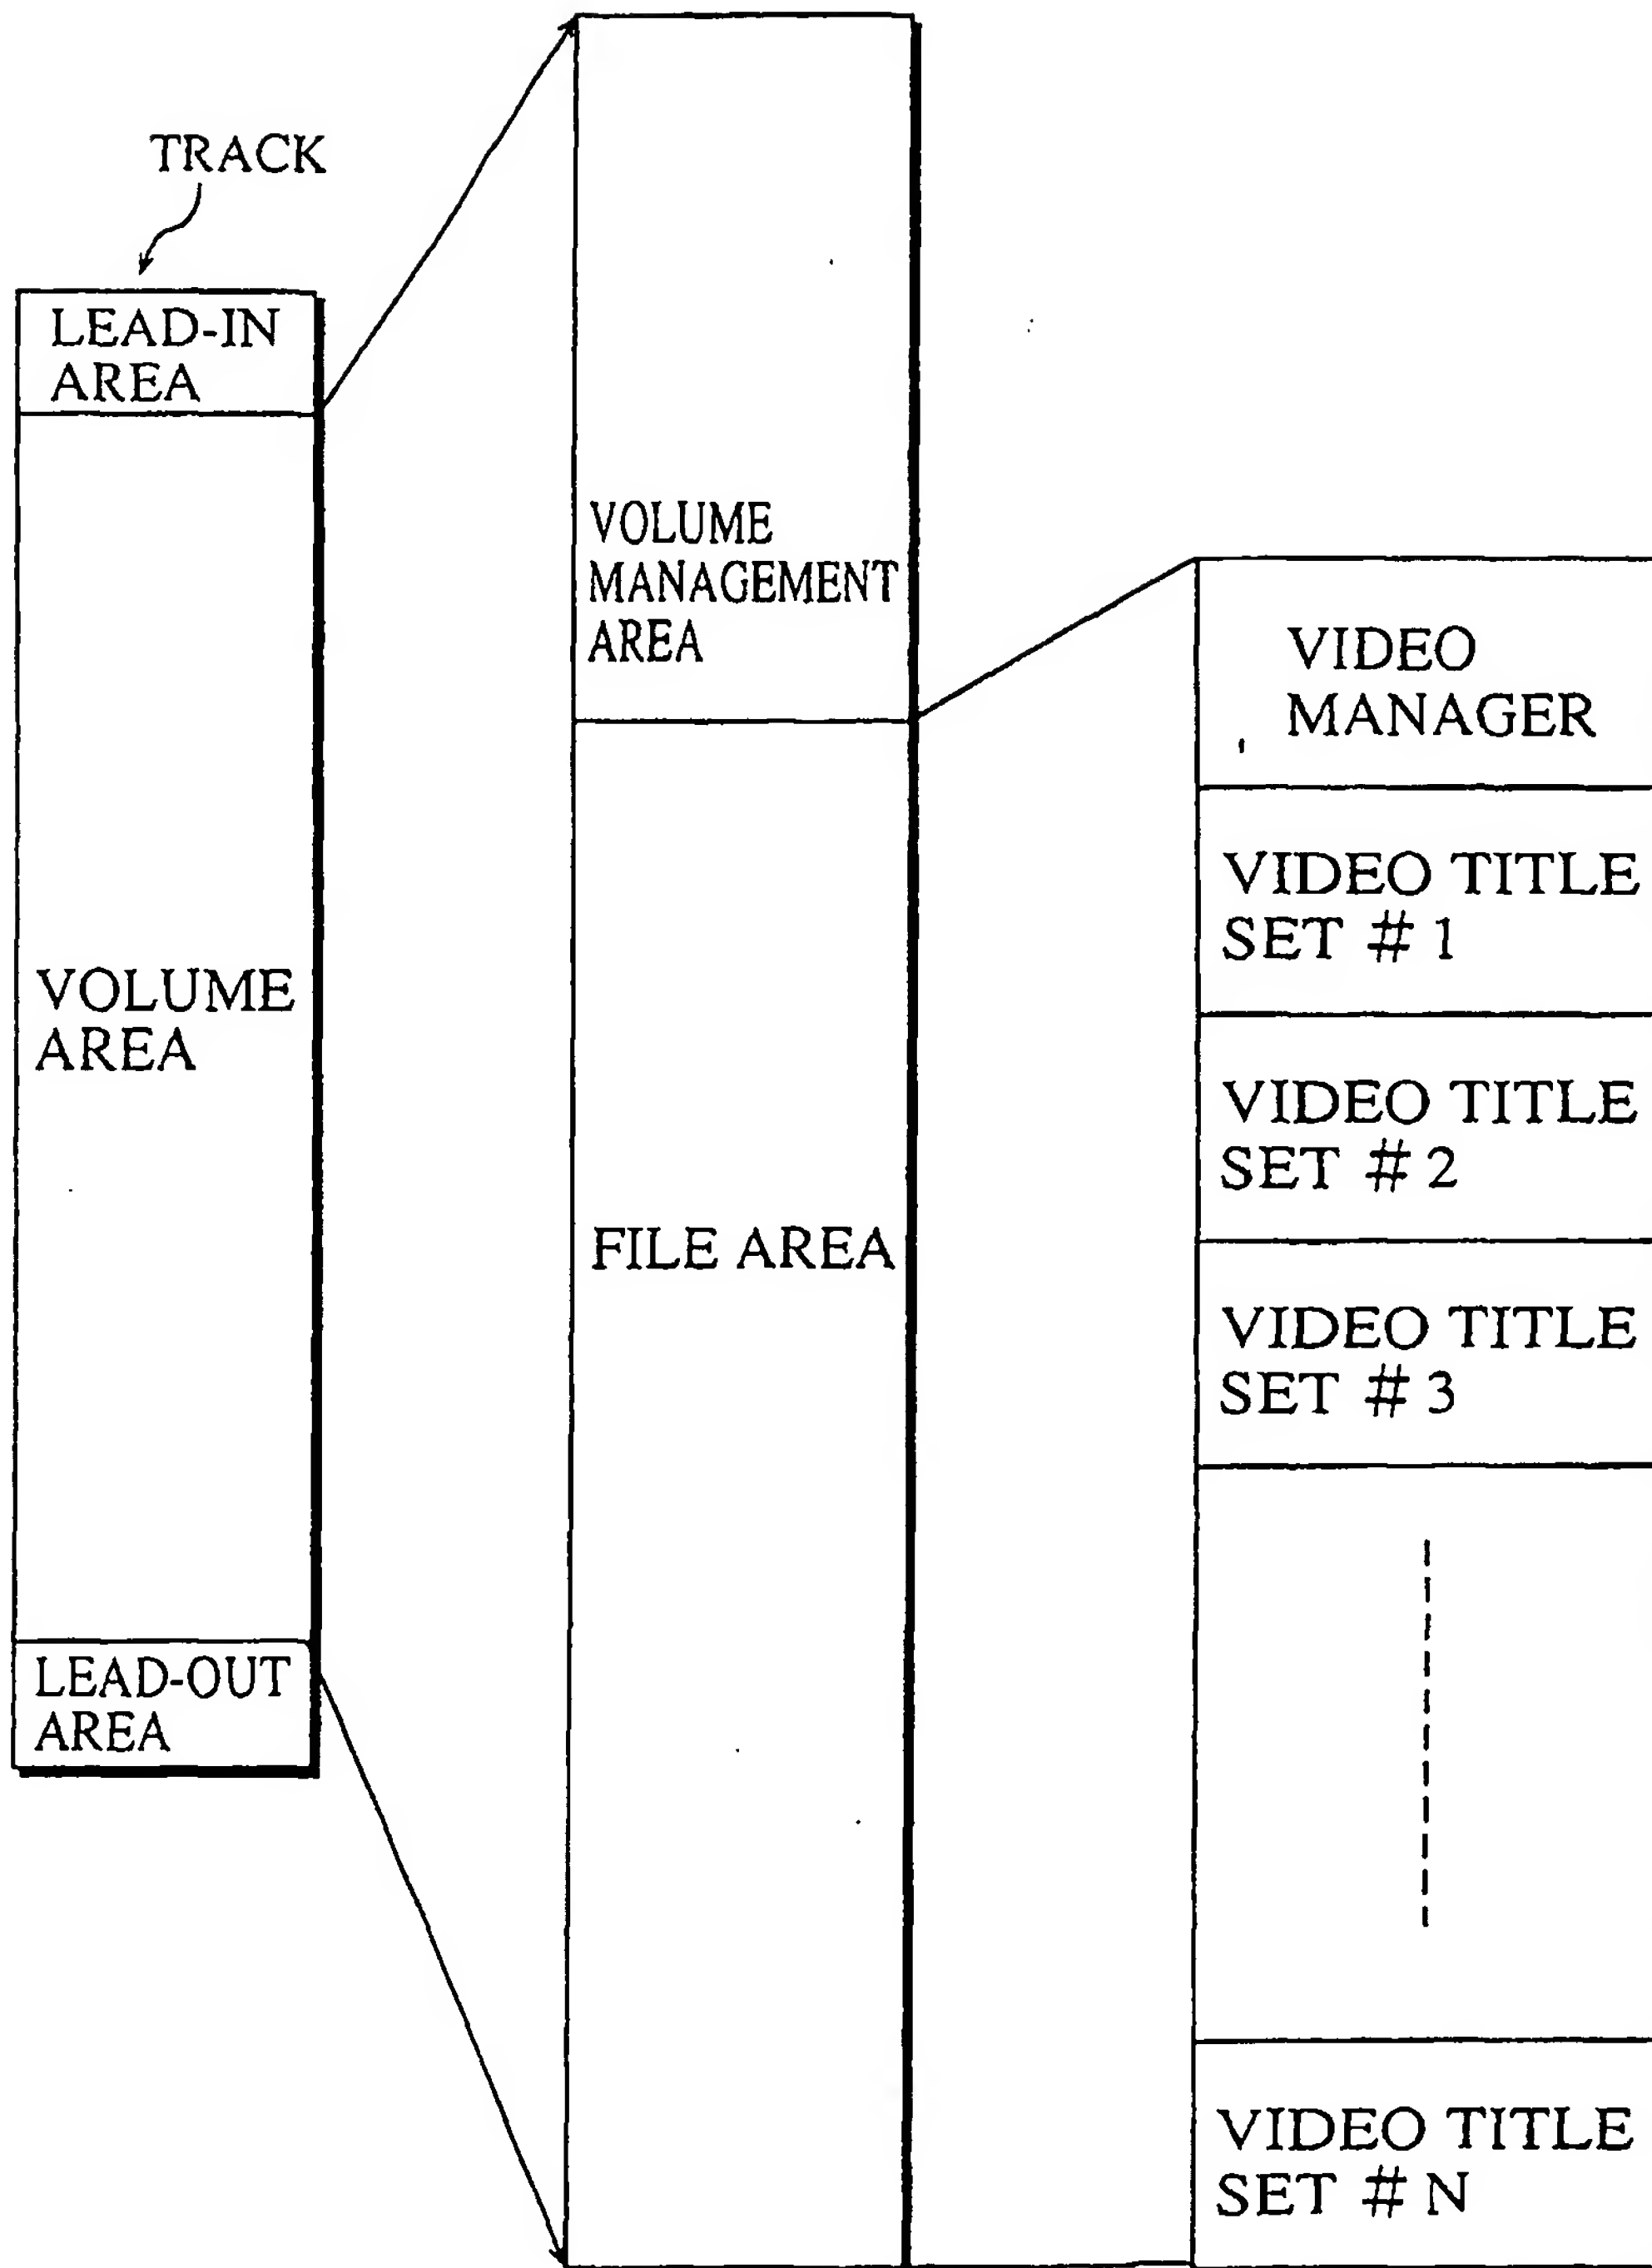 TRACK
LEAD-IN
AREA
VOLUME
AREA
LEAD-OUT
AREA
VOLUME
MANAGEMENT
AREA
FILE AREA
VIDEO
MANAGER
VIDEO TITLE
SET # 1
VIDEO TITLE
SET # 2
VIDEO TITLE
SET # 3
VIDEO TITLE
SET # N